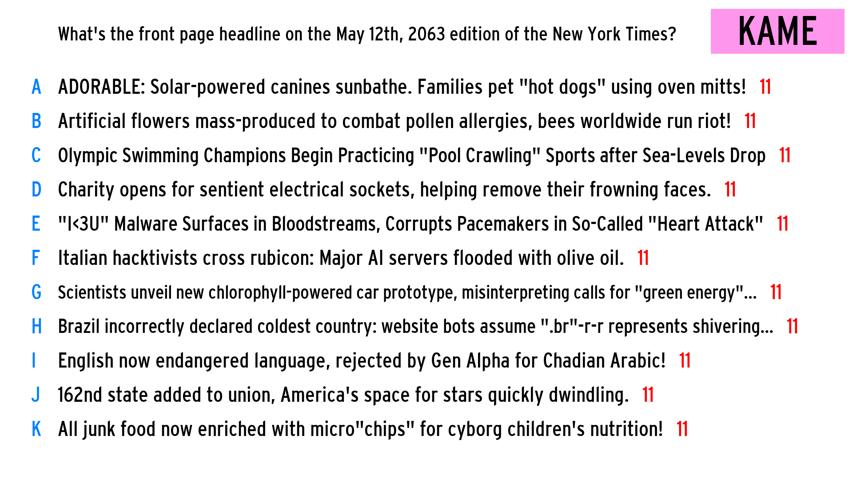 What's the front page headline on the May 12th, 2063 edition of the New York Times?
KAME
A ADORABLE: Solar-powered canines sunbathe. Families pet "hot dogs" using oven mitts! 11
B Artificial flowers mass-produced to combat pollen allergies, bees worldwide run riot! 11
C Olympic Swimming Champions Begin Practicing "Pool Crawling" Sports after Sea-Levels Drop 11
D Charity opens for sentient electrical sockets, helping remove their frowning faces. 11
E "I<3U" Malware Surfaces in Bloodstreams, Corrupts Pacemakers in So-Called "Heart Attack" 11
F Italian hacktivists cross rubicon: Major AI servers flooded with olive oil. 11
G Scientists unveil new chlorophyll-powered car prototype, misinterpreting calls for "green energy"... 11
H Brazil incorrectly declared coldest country: website bots assume ".br"-r-r represents shivering... 11
I English now endangered language, rejected by Gen Alpha for Chadian Arabic! 11
J 162nd state added to union, America's space for stars quickly dwindling. 11
K All junk food now enriched with micro"chips" for cyborg children's nutrition! 11